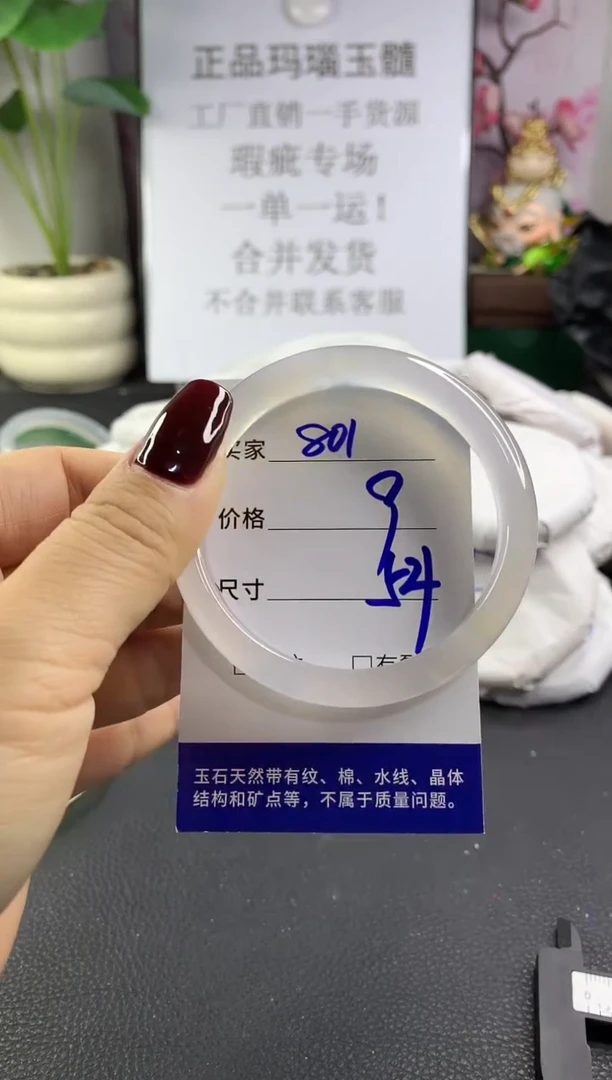 正品玛瑙玉髓
工厂直销一手货源
瑕疵专场
一单一运!
合并发货
不合并联系客服
买家 801
价格 9
尺寸 54
□有
玉石天然带有纹、棉、水线、晶体
结构和矿点等，不属于质量问题。